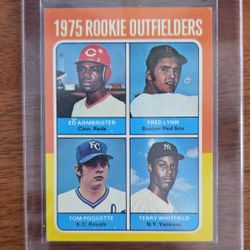 1975 ROOKIE OUTFIELDERS
ED ARMBRISTER
Cinn. Reds
FRED LYNN
Boston Red Sox
TOM POQUETTE
K.C. Royals
TERRY WHITFIELD
N.Y. Yankees